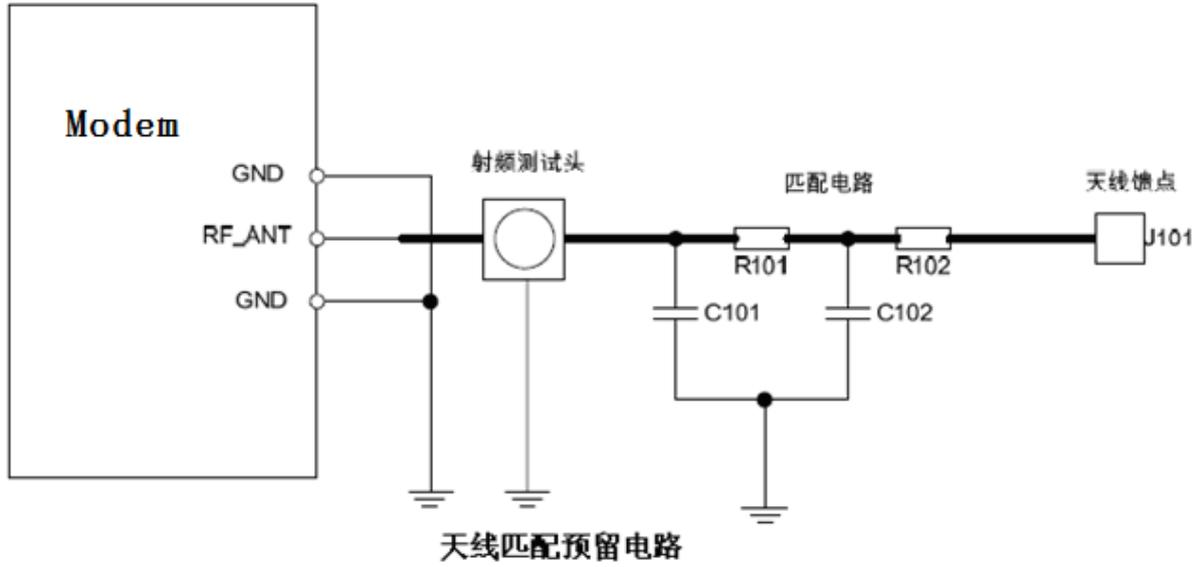 Modem
GND
射频测试头
匹配电路
天线馈点
RF_ANT
J101
R101
R102
GND
C101
C102
天线匹配预留电路